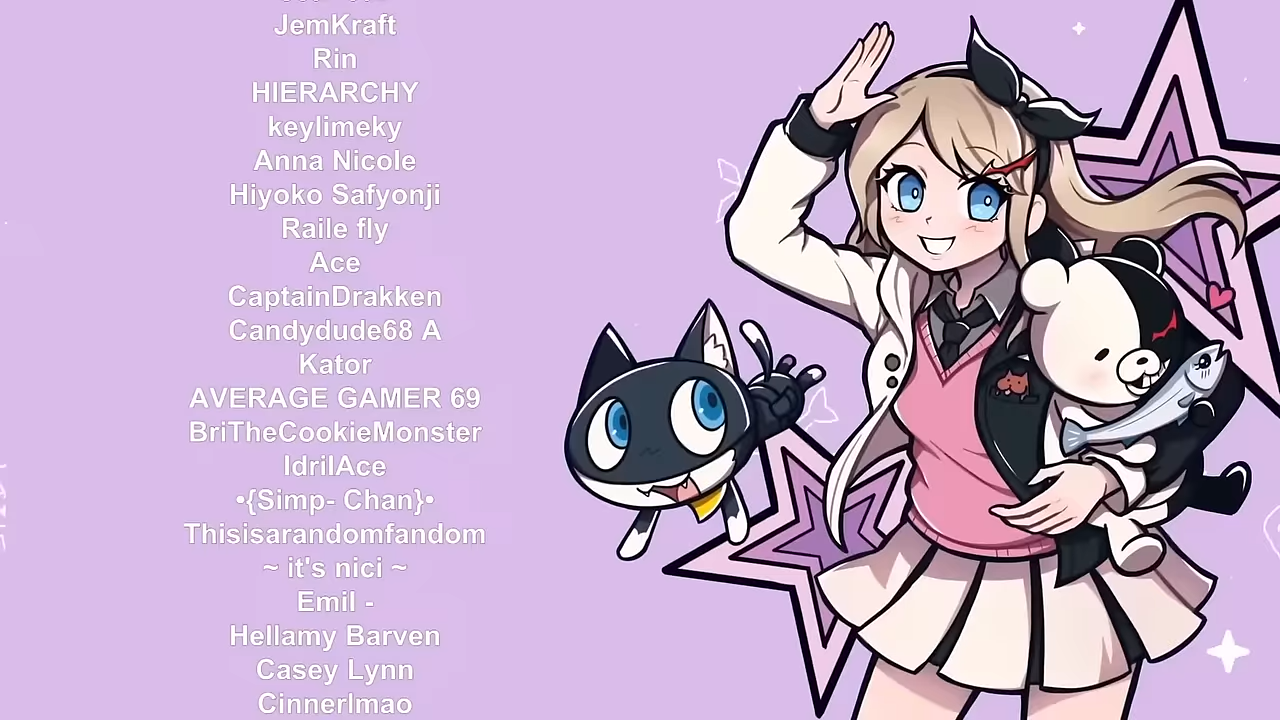 JemKraft
Rin
HIERARCHY
keylimeky
Anna Nicole
Hiyoko Safyonji
Raile fly
Ace
CaptainDrakken
Candydude68 A
Kator
AVERAGE GAMER 69
BriTheCookieMonster
IdrilAce
•{Simp- Chan}•
Thisisarandomfandom
~ it's nici ~
Emil -
Hellamy Barven
Casey Lynn
Cinnerlmao